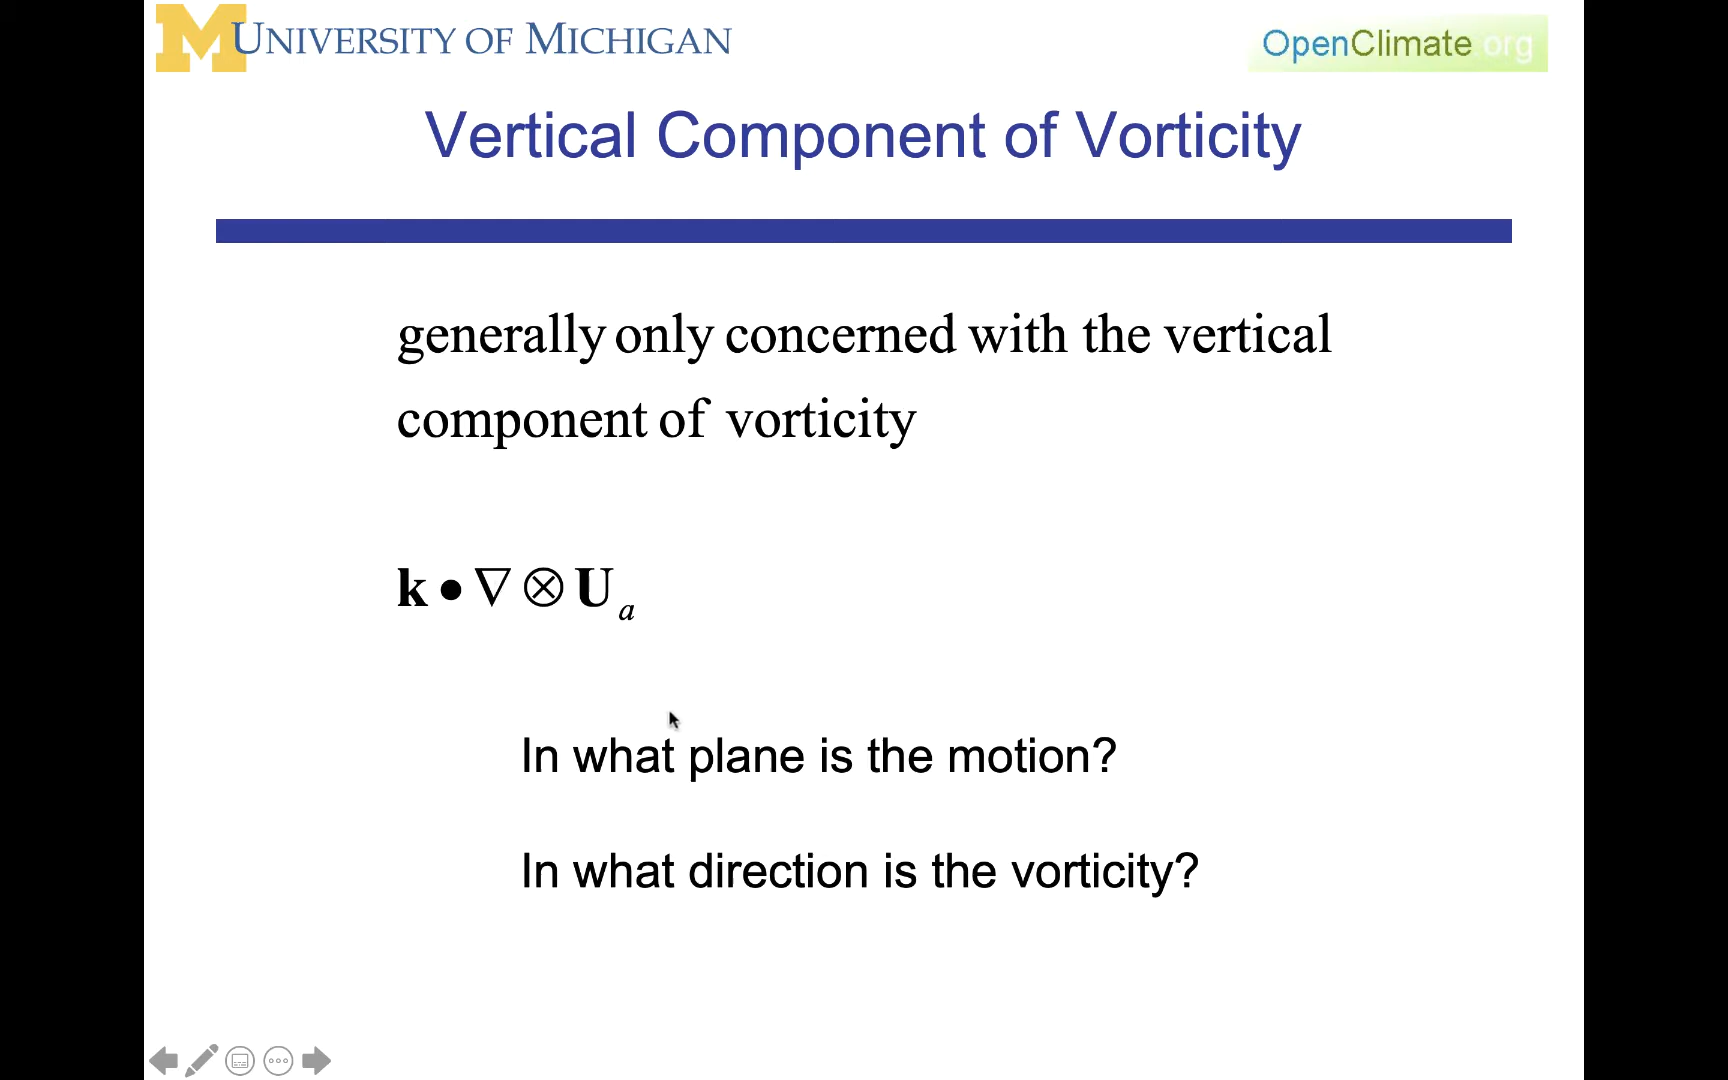 UNIVERSITY OF MICHIGAN
OpenClimate.org
Vertical Component of Vorticity
generally only concerned with the vertical
component of vorticity
k • ∇ ⊗ U_a
In what plane is the motion?
In what direction is the vorticity?